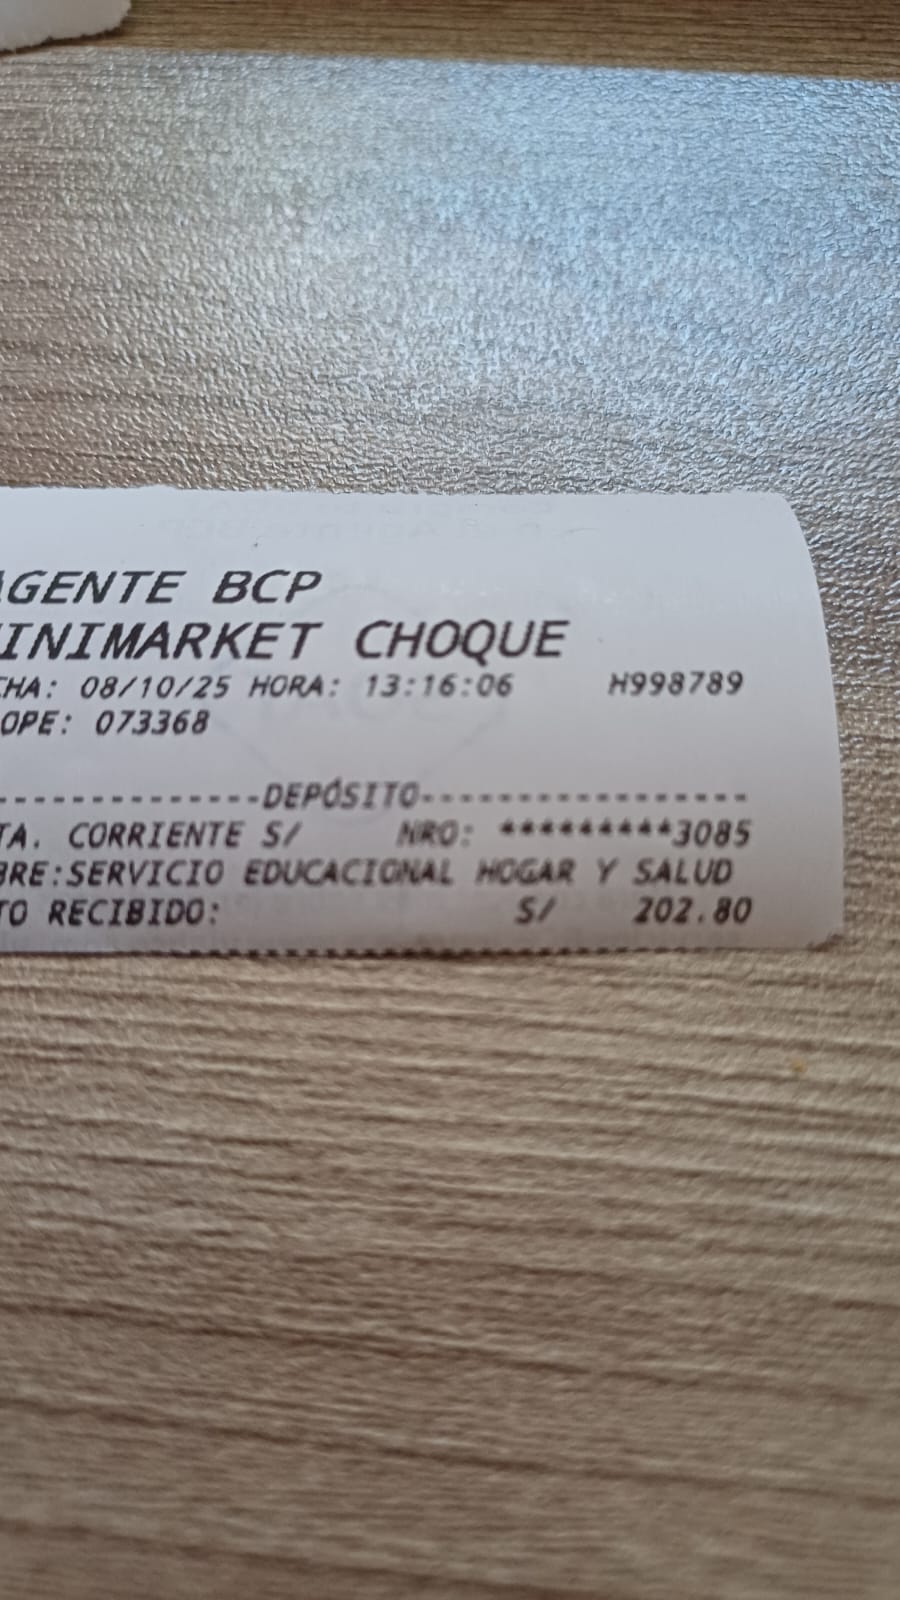 AGENTE BCP
MINIMARKET CHOQUE
CHA: 08/10/25 HORA: 13:16:06 H998789
OPE: 073368
-------------DEPÓSITO-----------------
TA. CORRIENTE S/ NRO: *********3085
BRE:SERVICIO EDUCACIONAL HOGAR Y SALUD
TO RECIBIDO: S/ 202.80